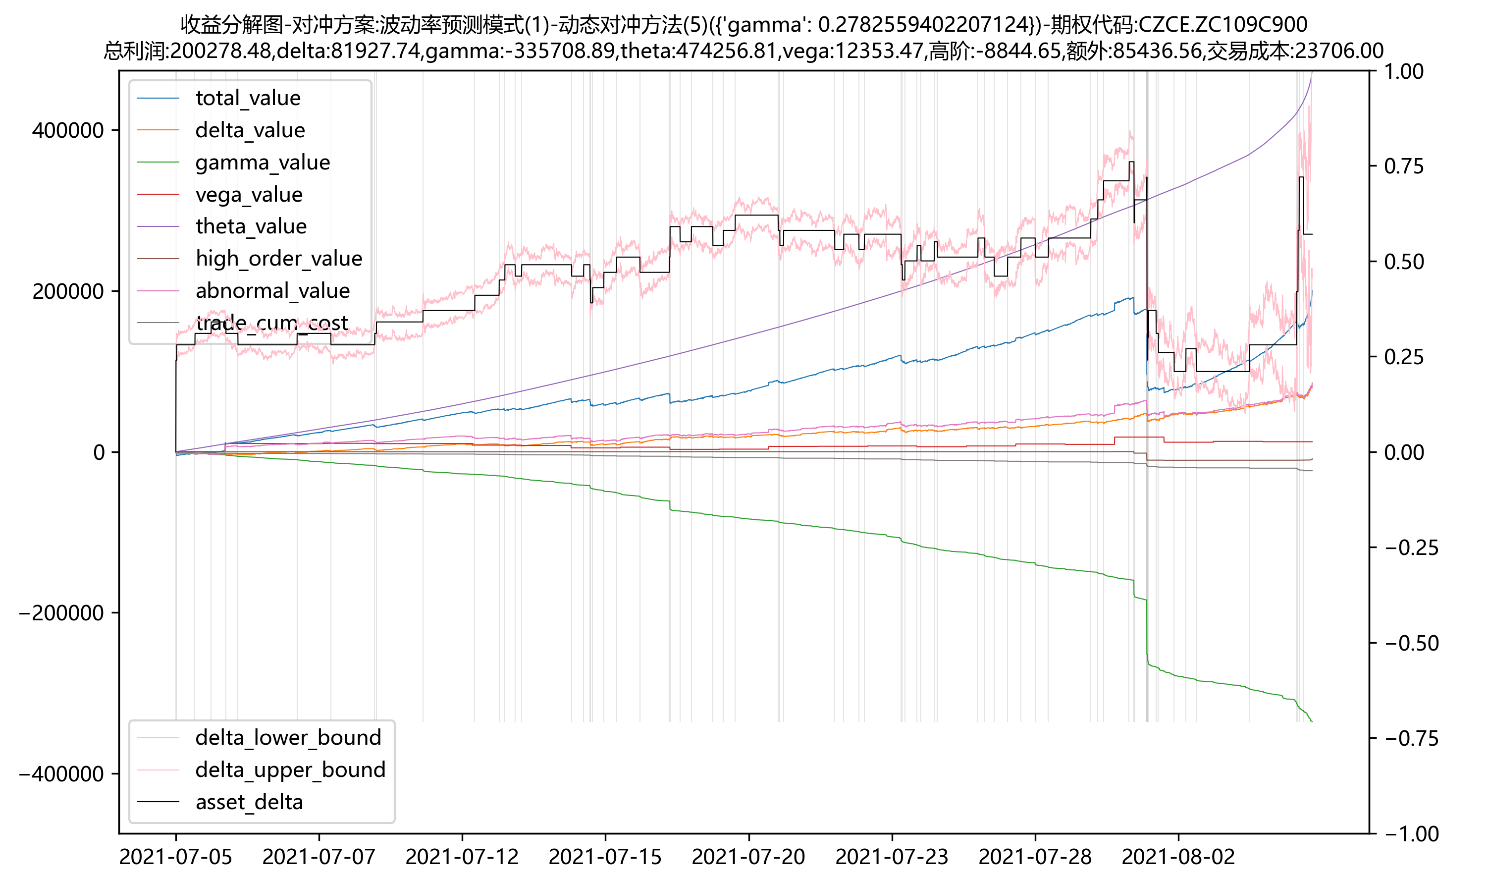 收益分解图-对冲方案:波动率预测模式(1)-动态对冲方法(5)({'gamma': 0.2782559402207124})-期权代码:CZCE.ZC109C900
总利润:200278.48,delta:81927.74,gamma:-335708.89,theta:474256.81,vega:12353.47,高阶:-8844.65,额外:85436.56,交易成本:23706.00
total_value
delta_value
gamma_value
vega_value
theta_value
high_order_value
abnormal_value
trade_cum_cost
400000
200000
0
−200000
−400000
1.00
0.75
0.50
0.25
0.00
−0.25
−0.50
−0.75
−1.00
delta_lower_bound
delta_upper_bound
asset_delta
2021-07-05
2021-07-07
2021-07-12
2021-07-15
2021-07-20
2021-07-23
2021-07-28
2021-08-02